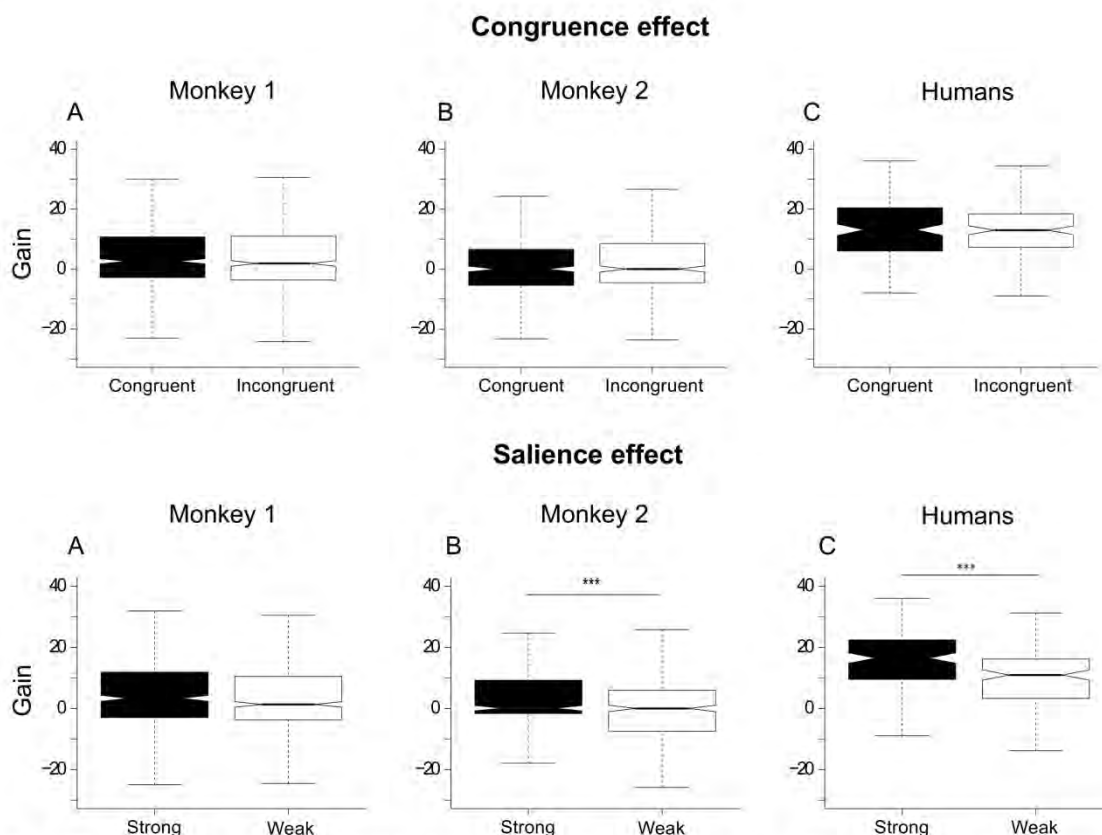 Congruence effect
Monkey 1 Monkey 2 Humans
A B C
40 40 40
20 20 20
Gain 0 0 0
−20 −20 −20
Congruent Incongruent Congruent Incongruent Congruent Incongruent
Salience effect
Monkey 1 Monkey 2 Humans
A B C
*** ***
40 40 40
20 20 20
Gain 0 0 0
−20 −20 −20
Strong Weak Strong Weak Strong Weak